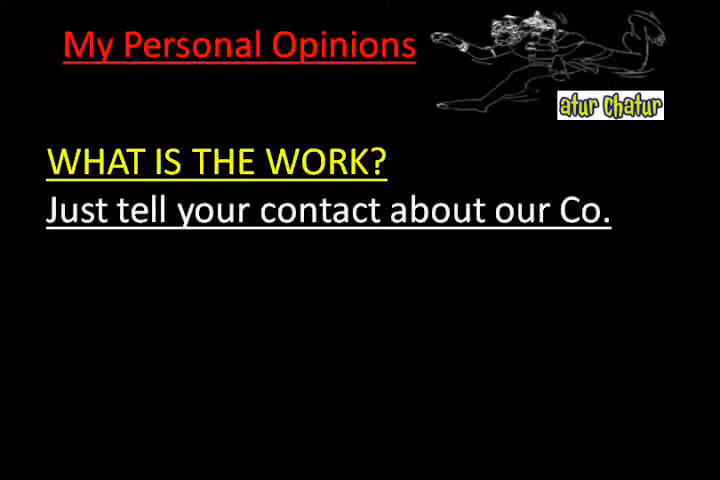 My Personal Opinions
atur chatur
WHAT IS THE WORK?
Just tell your contact about our Co.